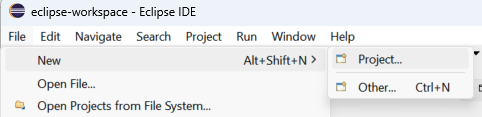 eclipse-workspace - Eclipse IDE
File Edit Navigate Search Project Run Window Help
New Alt+Shift+N Project...
Open File... Other... Ctrl+N
Open Projects from File System...